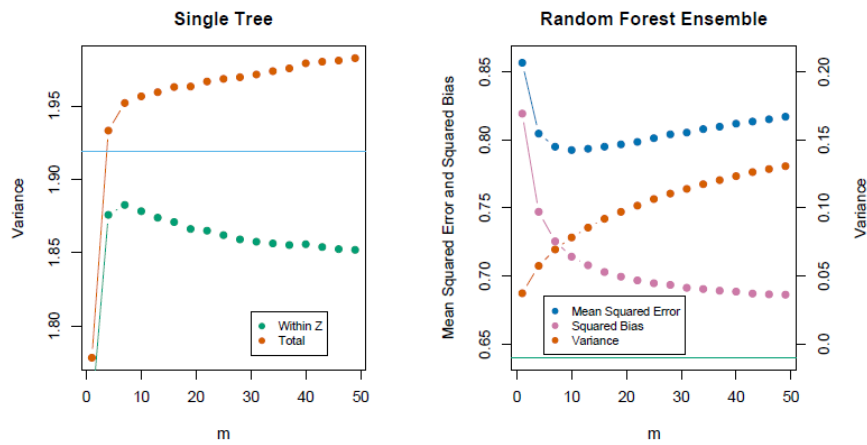 Single Tree
Variance
1.80
1.85
1.90
1.95
0
10
20
30
40
50
m
Within Z
Total
Random Forest Ensemble
Mean Squared Error and Squared Bias
0.65
0.70
0.75
0.80
0.85
0
10
20
30
40
50
m
Mean Squared Error
Squared Bias
Variance
0.0
0.05
0.10
0.15
0.20
Variance